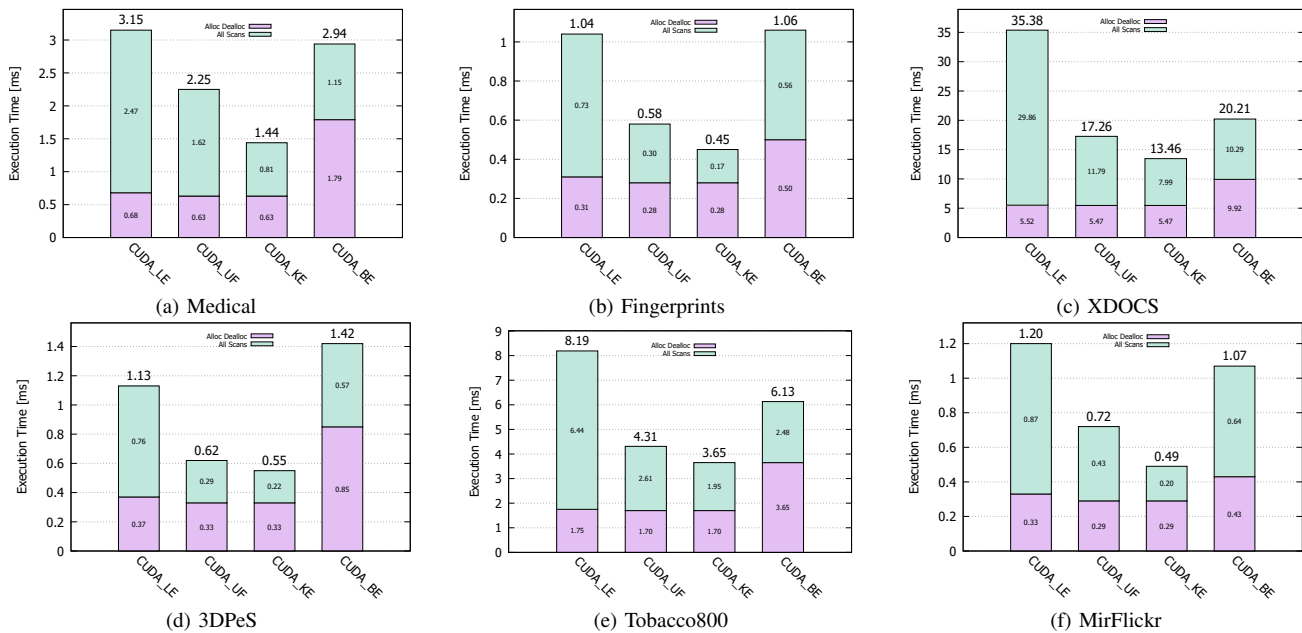 3.15
Alloc Dealloc
All Scans
2.94
3
2.5
2.25
1.15
2
2.47
1.5
1.44
1.62
1
0.81
1.79
0.5
0.68
0.63
0.63
0
Execution Time [ms]
CUDA_LE
CUDA_UF
CUDA_KE
CUDA_BE
(a) Medical
1.04
Alloc Dealloc
All Scans
1.06
1
0.8
0.73
0.56
0.6
0.58
0.45
0.4
0.30
0.17
0.50
0.2
0.31
0.28
0.28
0
Execution Time [ms]
CUDA_LE
CUDA_UF
CUDA_KE
CUDA_BE
(b) Fingerprints
35.38
Alloc Dealloc
All Scans
35
30
25
20
29.86
20.21
17.26
15
13.46
10.29
10
11.79
7.99
5
5.52
5.47
5.47
9.92
0
Execution Time [ms]
CUDA_LE
CUDA_UF
CUDA_KE
CUDA_BE
(c) XDOCS
1.42
Alloc Dealloc
All Scans
1.4
1.2
1.13
0.57
1
0.8
0.76
0.62
0.6
0.55
0.29
0.22
0.85
0.4
0.2
0.37
0.33
0.33
0
Execution Time [ms]
CUDA_LE
CUDA_UF
CUDA_KE
CUDA_BE
(d) 3DPeS
9
8.19
Alloc Dealloc
All Scans
8
7
6
6.13
5
6.44
4.31
2.48
4
3.65
3
2.61
1.95
2
3.65
1
1.75
1.70
1.70
0
Execution Time [ms]
CUDA_LE
CUDA_UF
CUDA_KE
CUDA_BE
(e) Tobacco800
1.20
Alloc Dealloc
All Scans
1.2
1.07
1
0.8
0.87
0.72
0.64
0.6
0.49
0.43
0.4
0.20
0.2
0.33
0.29
0.29
0.43
0
Execution Time [ms]
CUDA_LE
CUDA_UF
CUDA_KE
CUDA_BE
(f) MirFlickr